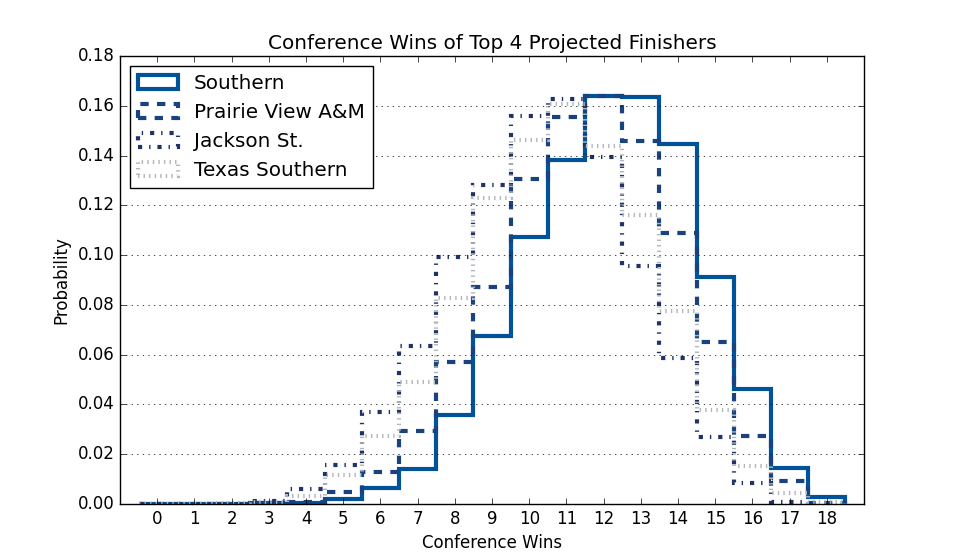 Conference Wins of Top 4 Projected Finishers
0.18
0.16
0.14
0.12
0.10
0.08
0.06
0.04
0.02
0.00
Probability
Southern
Prairie View A&M
Jackson St.
Texas Southern
0 1 2 3 4 5 6 7 8 9 10 11 12 13 14 15 16 17 18
Conference Wins